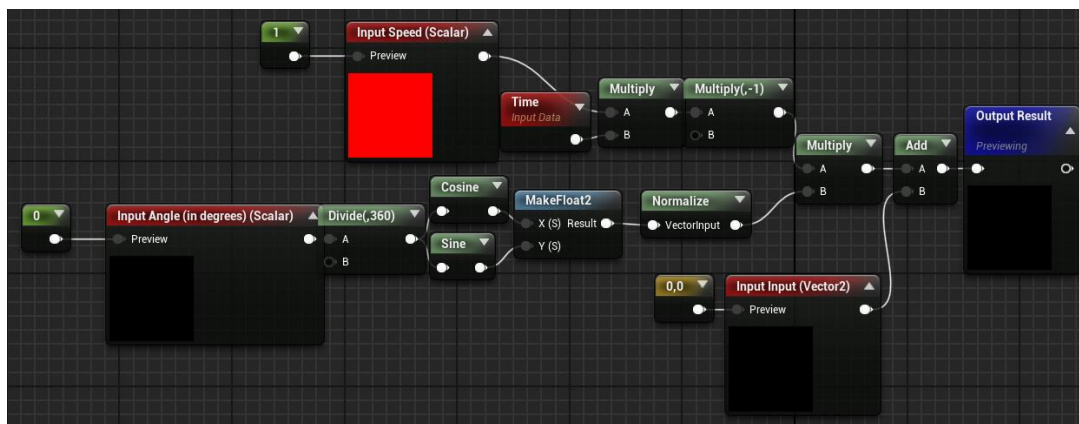 1
Input Speed (Scalar)
Preview
Time
Input Data
Multiply
A
B
Multiply(,-1)
A
B
Multiply
A
B
Add
A
B
Output Result
Previewing
0
Input Angle (in degrees) (Scalar)
Preview
Divide(,360)
A
B
Cosine
Sine
MakeFloat2
X (S) Result
Y (S)
Normalize
VectorInput
0,0
Input Input (Vector2)
Preview